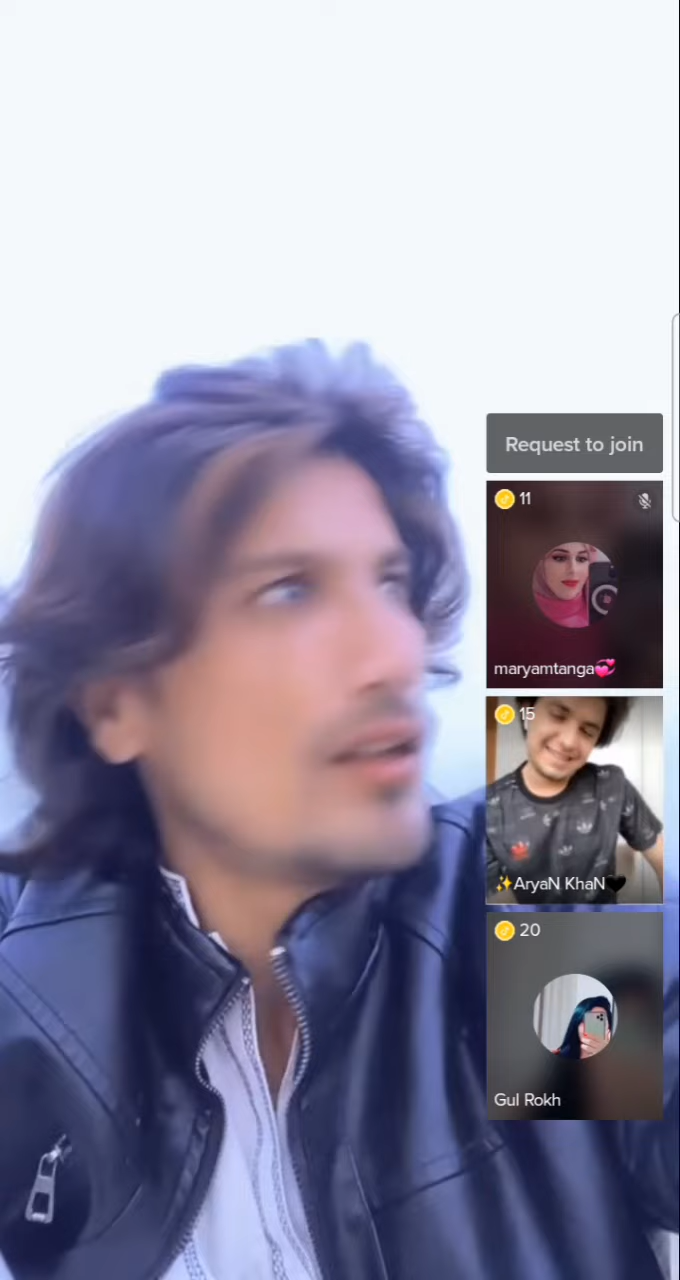 Request to join
11
maryamtanga💞
15
✨AryaN KhaN🖤
20
Gul Rokh